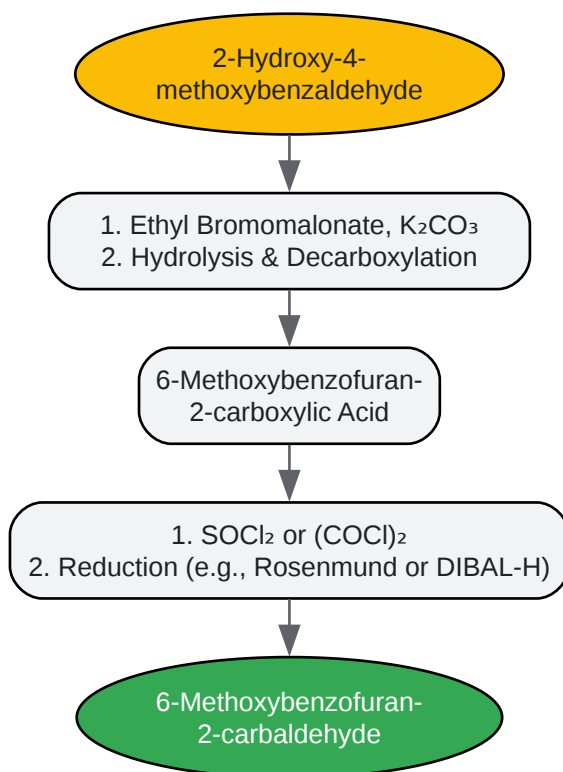 2-Hydroxy-4-
methoxybenzaldehyde
1. Ethyl Bromomalonate, K₂CO₃
2. Hydrolysis & Decarboxylation
6-Methoxybenzofuran-
2-carboxylic Acid
1. SOCl₂ or (COCl)₂
2. Reduction (e.g., Rosenmund or DIBAL-H)
6-Methoxybenzofuran-
2-carbaldehyde